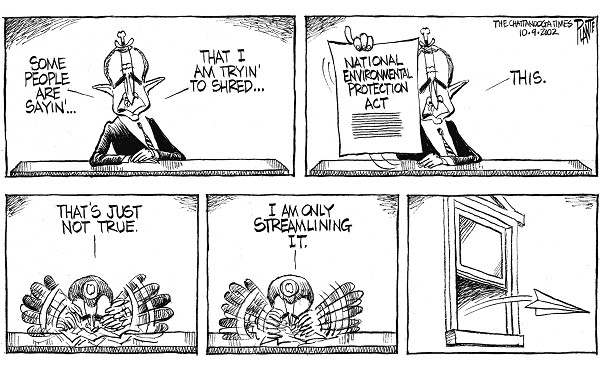 SOME
PEOPLE
ARE
SAYIN'...
THAT I
AM TRYIN'
TO SHRED...
THE CHATTANOOGA TIMES
10.9.2002
PLANTE
NATIONAL
ENVIRONMENTAL
PROTECTION
ACT
THIS.
THAT'S JUST
NOT TRUE.
I AM ONLY
STREAMLINING
IT.